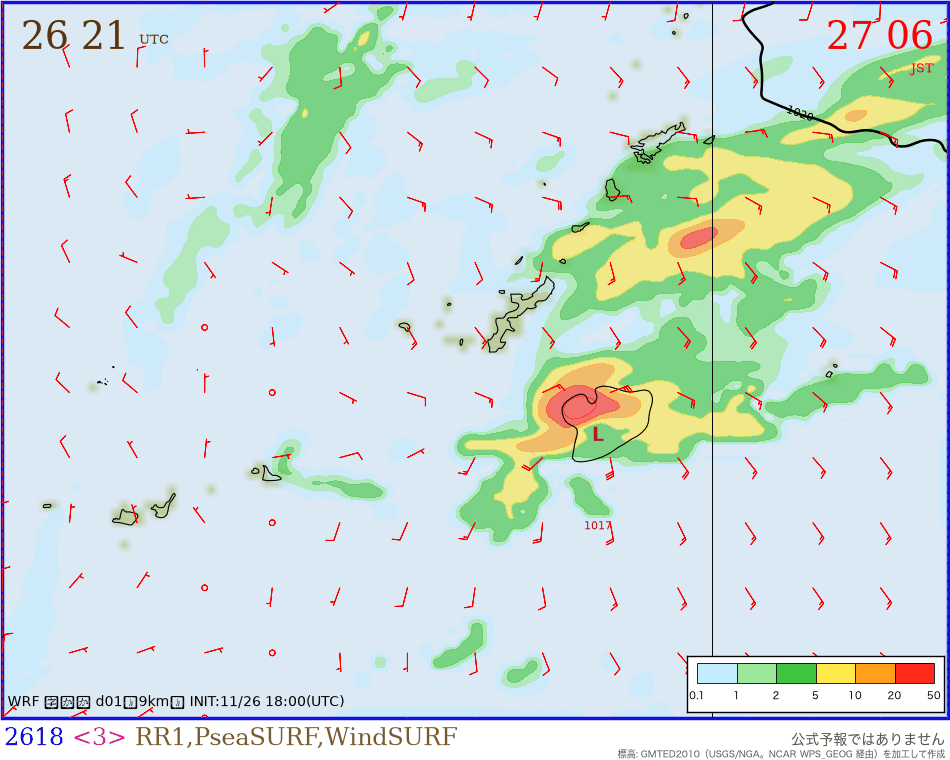 26 21 UTC
27 06
JST
1020
L
1017
0.1 1 2 5 10 20 50
WRF d01 9km INIT:11/26 18:00(UTC)
2618 <3> RR1,PseaSURF,WindSURF
公式予報ではありません
標高: GMTED2010（USGS/NGA。NCAR WPS_GEOG 経由）を加工して作成